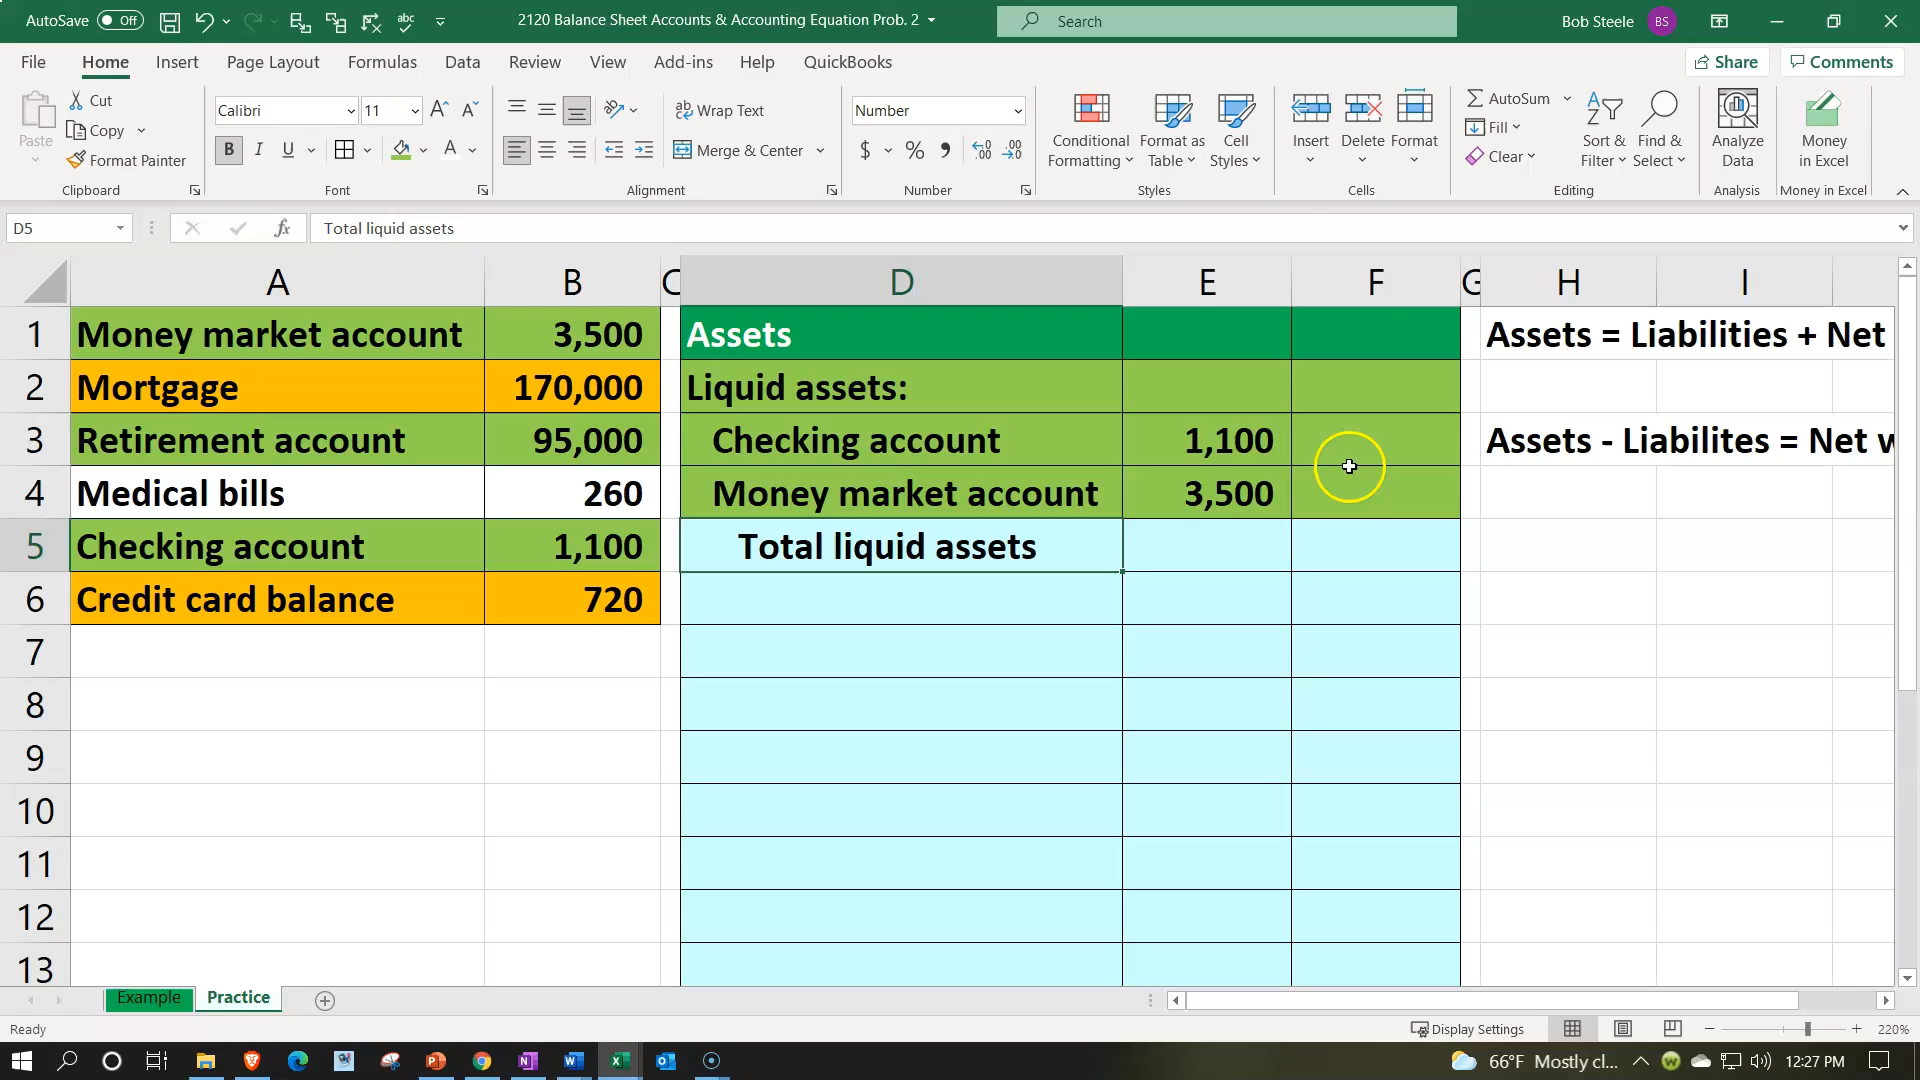 AutoSave Off
2120 Balance Sheet Accounts & Accounting Equation Prob. 2
Search
Bob Steele BS
File Home Insert Page Layout Formulas Data Review View Add-ins Help QuickBooks
Share Comments
Paste Cut Copy Format Painter Clipboard
Calibri 11 B I U A Font
Wrap Text Merge & Center Alignment
Number $ % Number
Conditional Formatting Format as Table Cell Styles Styles
Insert Delete Format Cells
AutoSum Fill Clear Sort & Filter Find & Select Editing
Analyze Data Analysis
Money in Excel Money in Excel
D5 fx Total liquid assets
A B C D E F G H I
1 Money market account 3,500 Assets Assets = Liabilities + Net
2 Mortgage 170,000 Liquid assets:
3 Retirement account 95,000 Checking account 1,100 Assets - Liabilites = Net w
4 Medical bills 260 Money market account 3,500
5 Checking account 1,100 Total liquid assets
6 Credit card balance 720
7
8
9
10
11
12
13
Example Practice
Ready Display Settings 220%
66°F Mostly cl... 12:27 PM